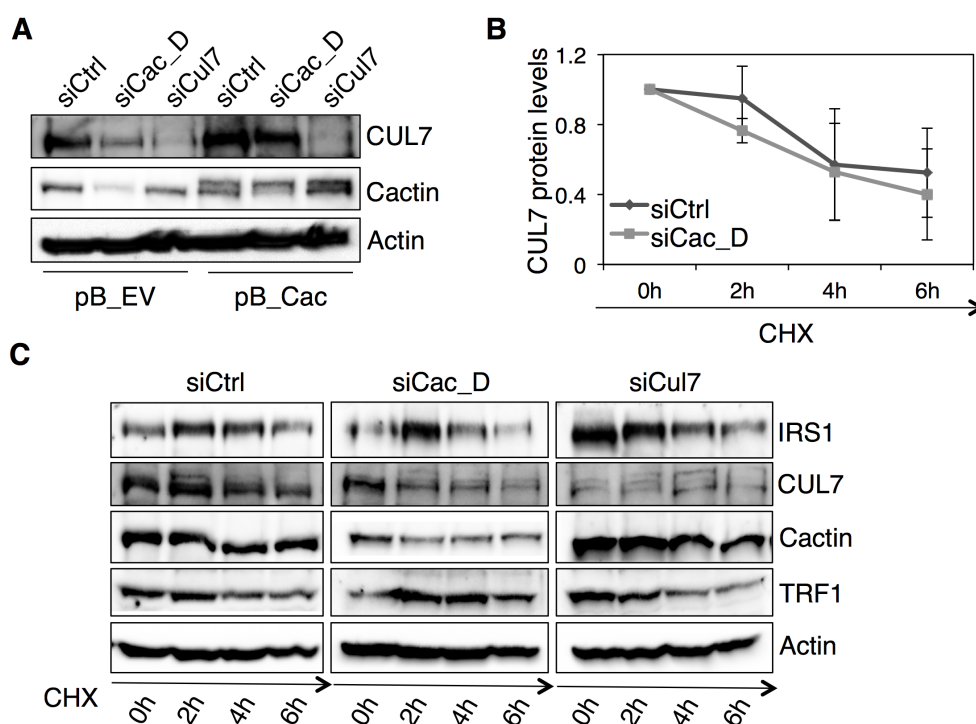 A
siCtrl siCac_D siCul7 siCtrl siCac_D siCul7
CUL7
Cactin
Actin
pB_EV pB_Cac
B
CUL7 protein levels
1.2
0.8
0.4
0
siCtrl
siCac_D
0h 2h 4h 6h
CHX
C
siCtrl siCac_D siCul7
IRS1
CUL7
Cactin
TRF1
Actin
CHX 0h 2h 4h 6h 0h 2h 4h 6h 0h 2h 4h 6h